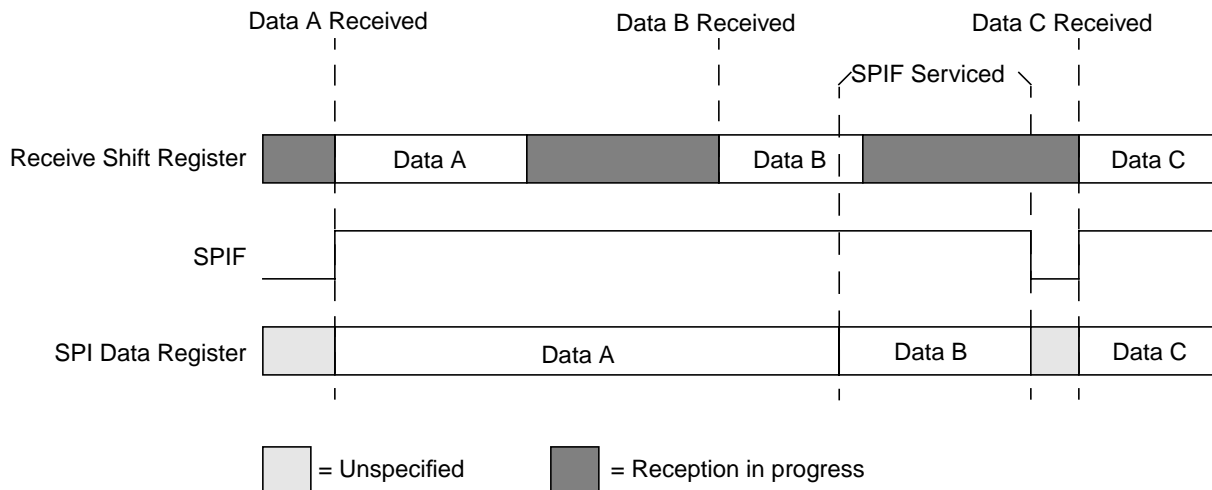 Data A Received
Data B Received
Data C Received
SPIF Serviced
Receive Shift Register
Data A
Data B
Data C
SPIF
SPI Data Register
Data A
Data B
Data C
= Unspecified
= Reception in progress